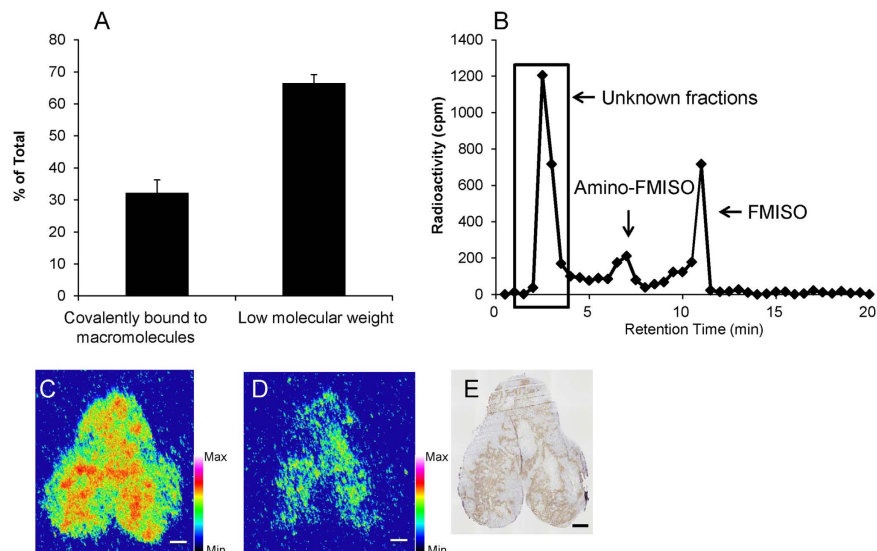 A
% of Total
80
70
60
50
40
30
20
10
0
Covalently bound to
macromolecules
Low molecular weight
B
Radioactivity (cpm)
1400
1200
1000
800
600
400
200
0
Unknown fractions
Amino-FMISO
FMISO
0 5 10 15 20
Retention Time (min)
C
Max
Min
D
Max
Min
E